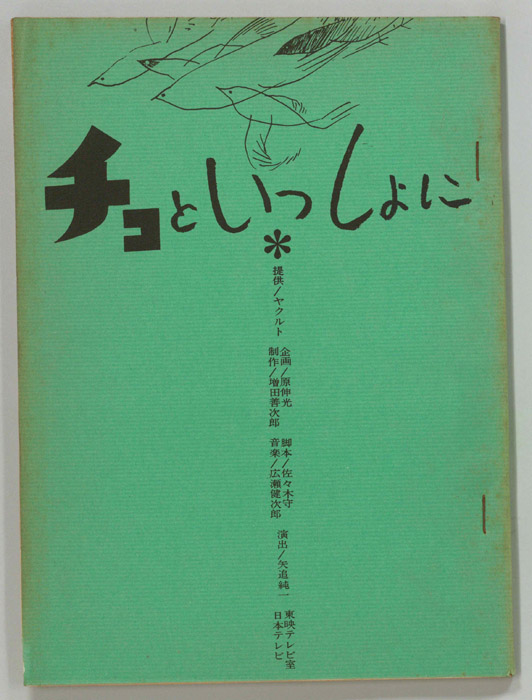 チコといっしょに
＊
提供/ヤクルト
企画/原伸光
制作/増田善次郎
脚本/佐々木守
音楽/広瀬健次郎
演出/矢追純一
東映テレビ室
日本テレビ